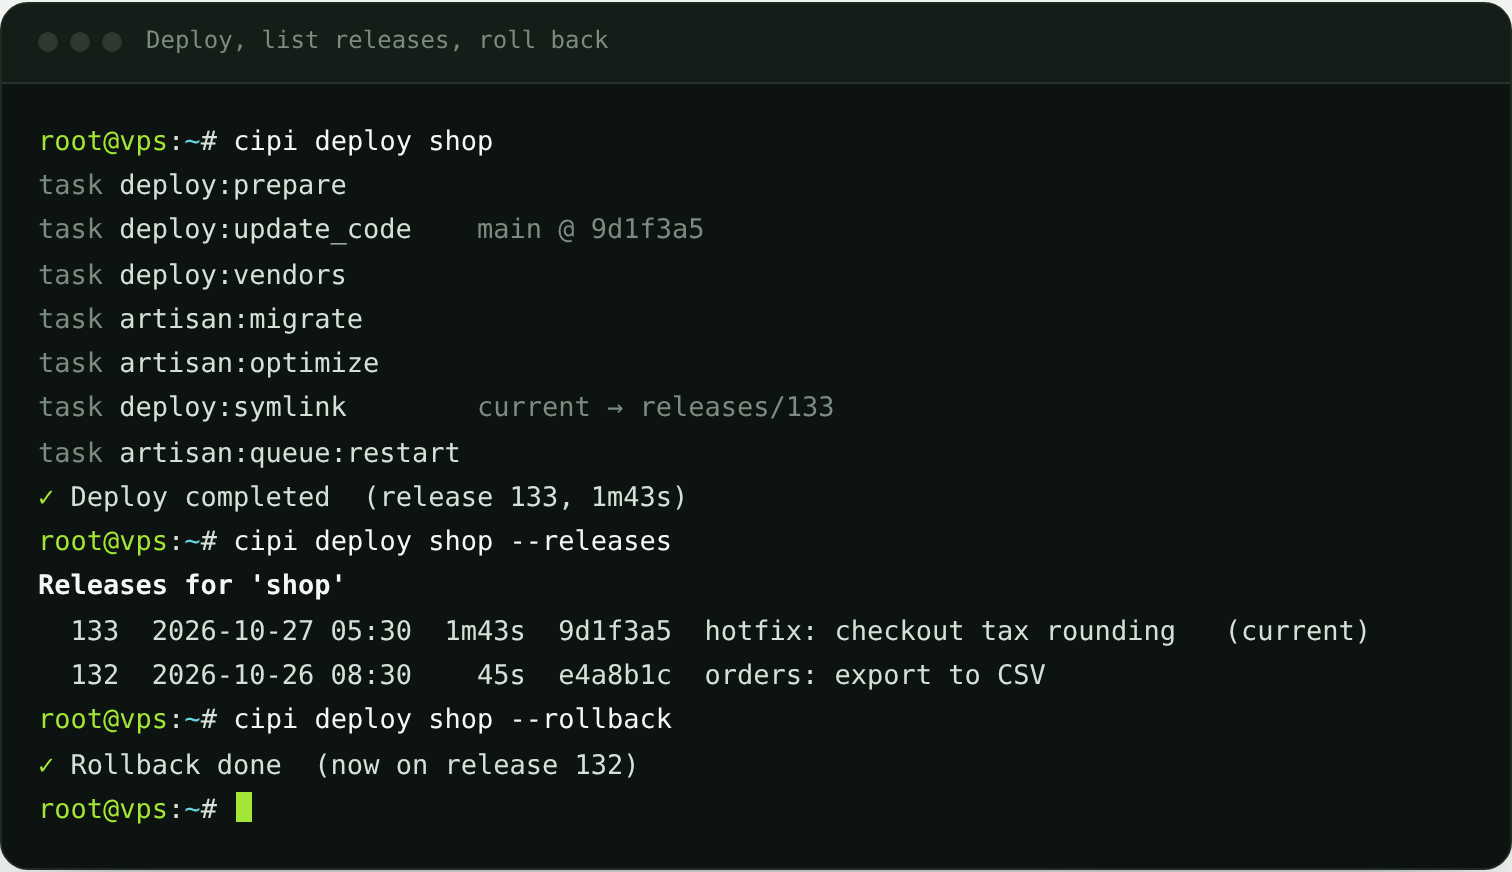 Deploy, list releases, roll back
root@vps:~# cipi deploy shop
task deploy:prepare
task deploy:update_code    main @ 9d1f3a5
task deploy:vendors
task artisan:migrate
task artisan:optimize
task deploy:symlink        current → releases/133
task artisan:queue:restart
✓ Deploy completed  (release 133, 1m43s)
root@vps:~# cipi deploy shop --releases
Releases for 'shop'
  133  2026-10-27 05:30  1m43s  9d1f3a5  hotfix: checkout tax rounding   (current)
  132  2026-10-26 08:30    45s  e4a8b1c  orders: export to CSV
root@vps:~# cipi deploy shop --rollback
✓ Rollback done  (now on release 132)
root@vps:~#